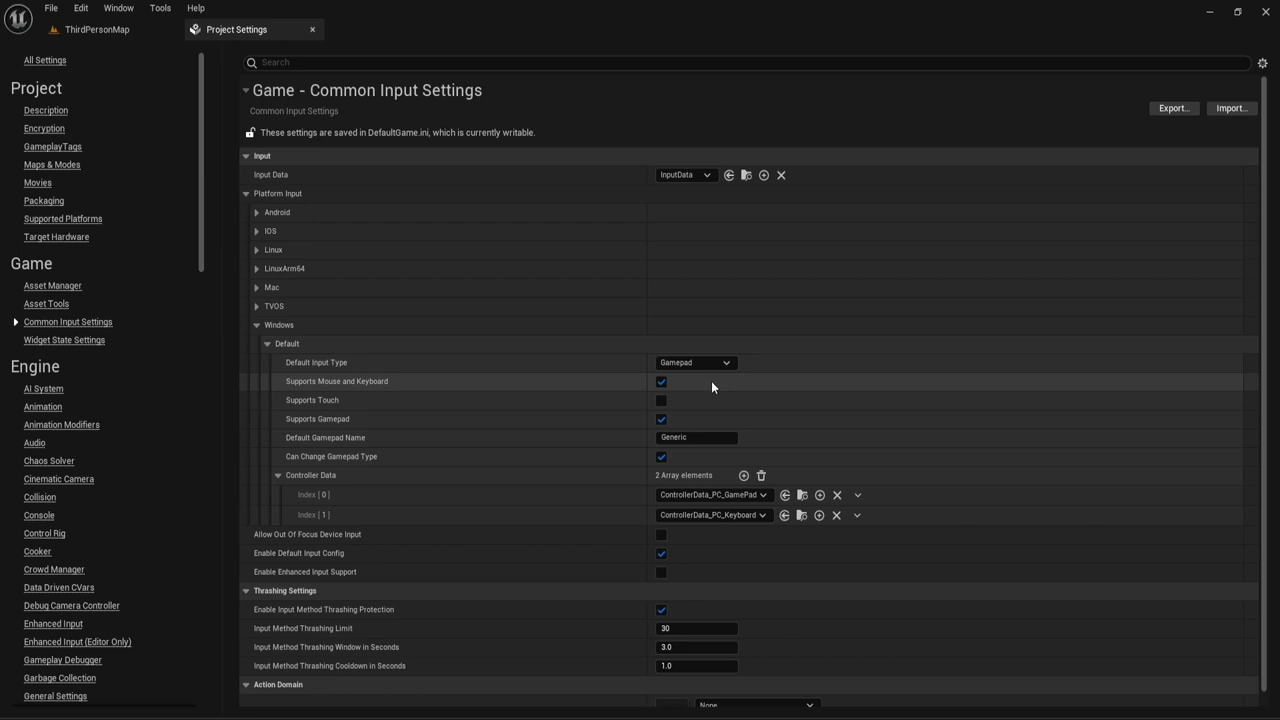 File Edit Window Tools Help
ThirdPersonMap Project Settings
All Settings
Project
Description
Encryption
GameplayTags
Maps & Modes
Movies
Packaging
Supported Platforms
Target Hardware
Game
Asset Manager
Asset Tools
Common Input Settings
Widget State Settings
Engine
AI System
Animation
Animation Modifiers
Audio
Chaos Solver
Cinematic Camera
Collision
Console
Control Rig
Cooker
Crowd Manager
Data Driven CVars
Debug Camera Controller
Enhanced Input
Enhanced Input (Editor Only)
Gameplay Debugger
Garbage Collection
General Settings
Search
Game - Common Input Settings
Common Input Settings
Export... Import...
These settings are saved in DefaultGame.ini, which is currently writable.
Input
Input Data InputData
Platform Input
Android
IOS
Linux
LinuxArm64
Mac
TVOS
Windows
Default
Default Input Type Gamepad
Supports Mouse and Keyboard
Supports Touch
Supports Gamepad
Default Gamepad Name Generic
Can Change Gamepad Type
Controller Data 2 Array elements
Index [ 0 ] ControllerData_PC_GamePad
Index [ 1 ] ControllerData_PC_Keyboard
Allow Out Of Focus Device Input
Enable Default Input Config
Enable Enhanced Input Support
Thrashing Settings
Enable Input Method Thrashing Protection
Input Method Thrashing Limit 30
Input Method Thrashing Window in Seconds 3.0
Input Method Thrashing Cooldown in Seconds 1.0
Action Domain
None